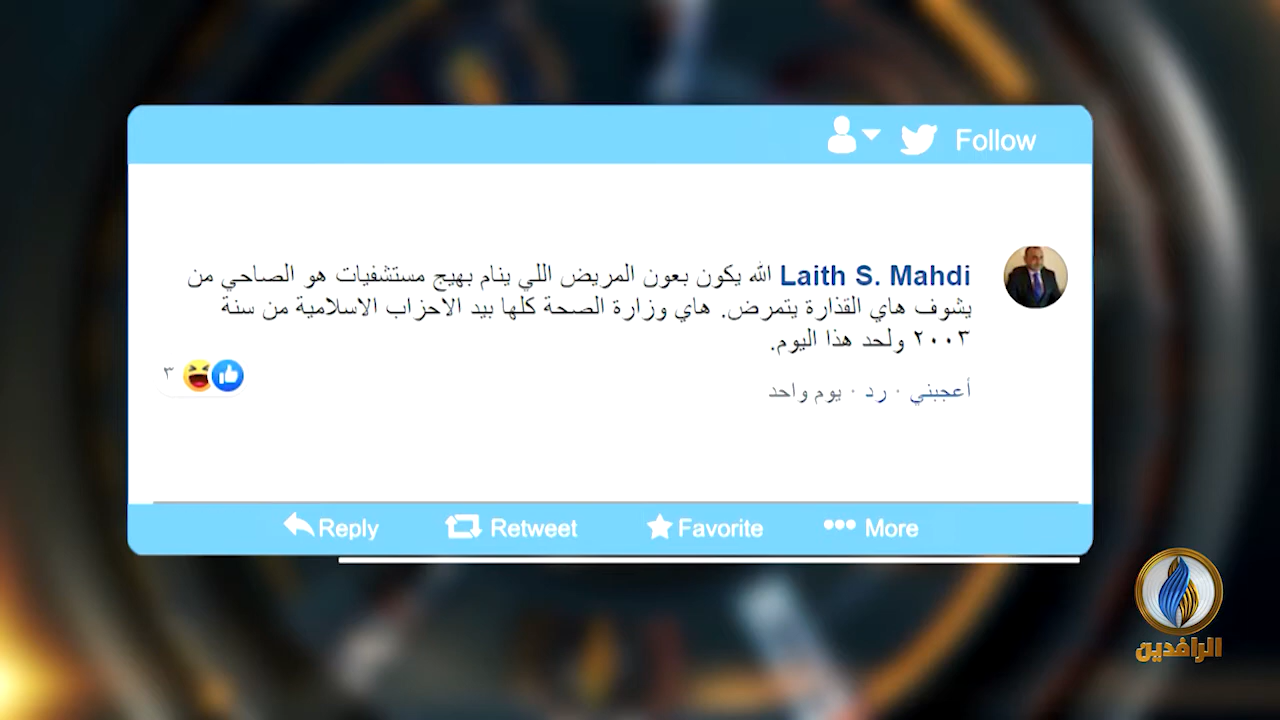 Follow
Laith S. Mahdi الله يكون بعون المريض اللي ينام بهيج مستشفيات هو الصاحي من
يشوف هاي القذارة يتمرض. هاي وزارة الصحة كلها بيد الاحزاب الاسلامية من سنة
٢٠٠٣ ولحد هذا اليوم.
٣
أعجبني · رد · يوم واحد
Reply Retweet Favorite More
الرافدين